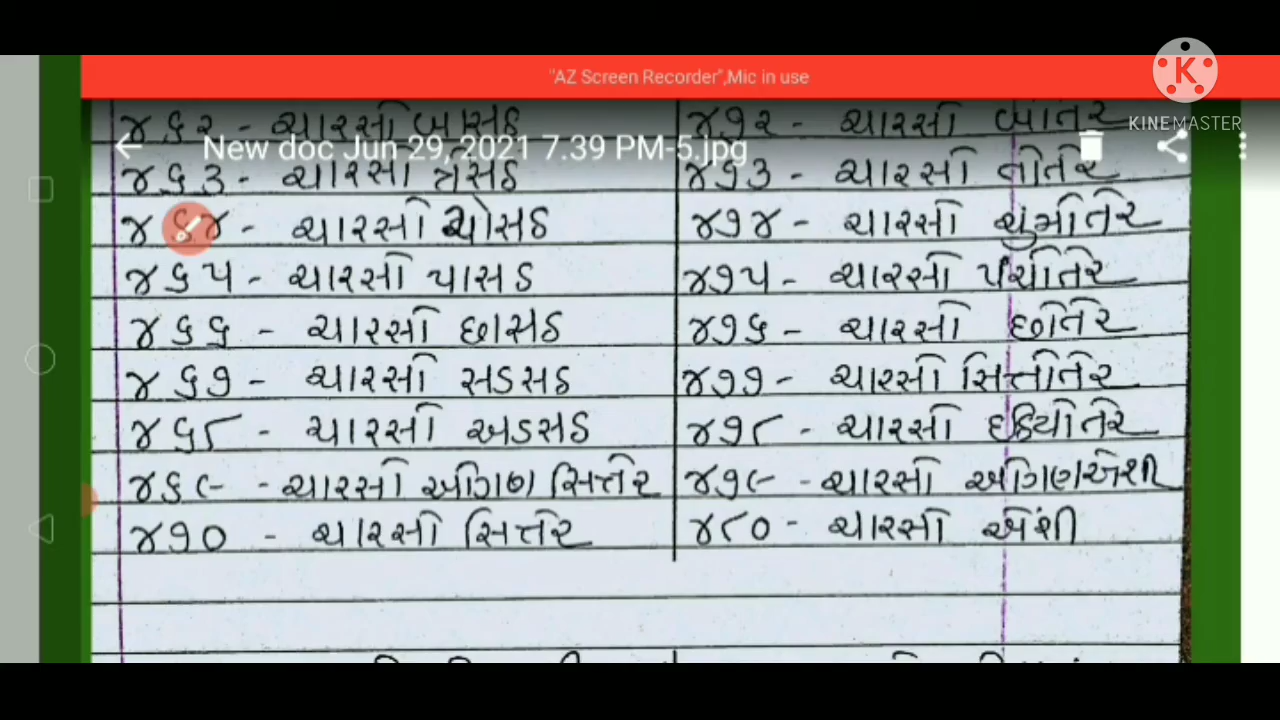 "AZ Screen Recorder",Mic in use
KINEMASTER
New doc Jun 29, 2021 7.39 PM-5.jpg
૪૬૨ - ચારસો બાસઠ
૪૬૩ - ચારસો ત્રેસઠ
૪૬૪ - ચારસો ચોસઠ
૪૬૫ - ચારસો પાસઠ
૪૬૬ - ચારસો છાસઠ
૪૬૭ - ચારસો સડસઠ
૪૬૮ - ચારસો અડસઠ
૪૬૯ - ચારસો અગિણ સિત્તેર
૪૭૦ - ચારસો સિત્તેર
૪૭૨ - ચારસો બોતેર
૪૭૩ - ચારસો તોતેર
૪૭૪ - ચારસો ચુંમોતેર
૪૭૫ - ચારસો પંચોતેર
૪૭૬ - ચારસો છોતેર
૪૭૭ - ચારસો સિત્તોતેર
૪૭૮ - ચારસો ઇઠ્યોતેર
૪૭૯ - ચારસો અગિણએંશી
૪૮૦ - ચારસો એંશી